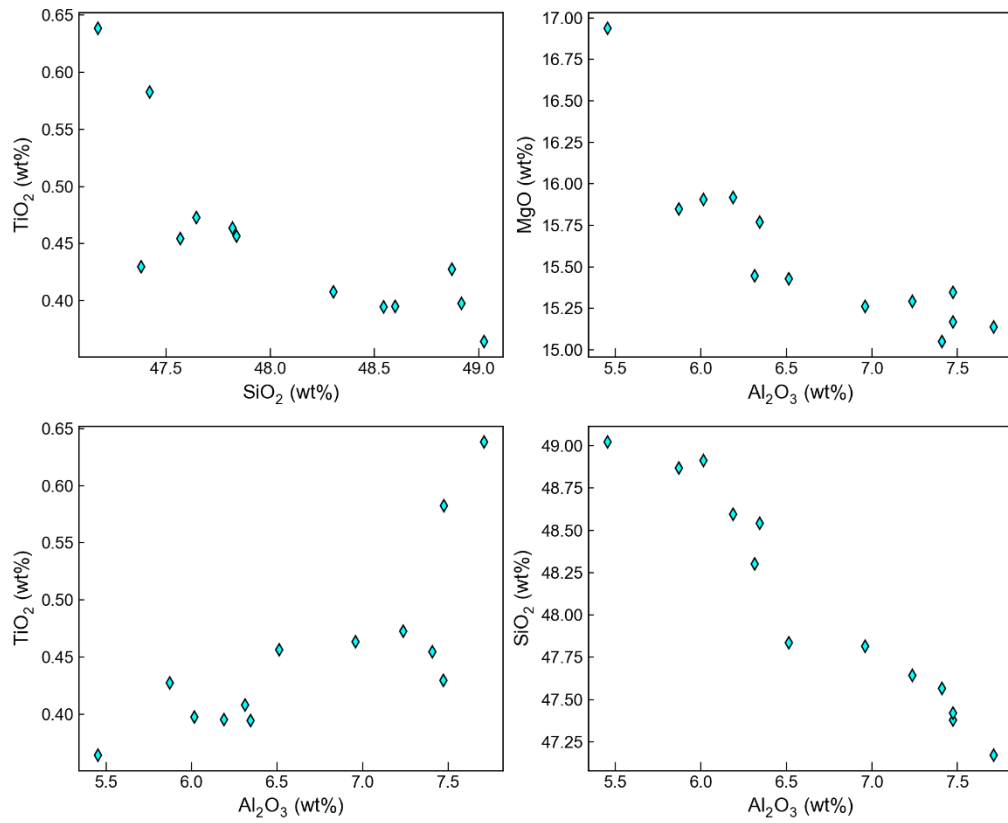 0.65
0.60
0.55
0.50
0.45
0.40
TiO₂ (wt%)
47.5 48.0 48.5 49.0
SiO₂ (wt%)
17.00
16.75
16.50
16.25
16.00
15.75
15.50
15.25
15.00
MgO (wt%)
5.5 6.0 6.5 7.0 7.5
Al₂O₃ (wt%)
0.65
0.60
0.55
0.50
0.45
0.40
TiO₂ (wt%)
5.5 6.0 6.5 7.0 7.5
Al₂O₃ (wt%)
49.00
48.75
48.50
48.25
48.00
47.75
47.50
47.25
SiO₂ (wt%)
5.5 6.0 6.5 7.0 7.5
Al₂O₃ (wt%)